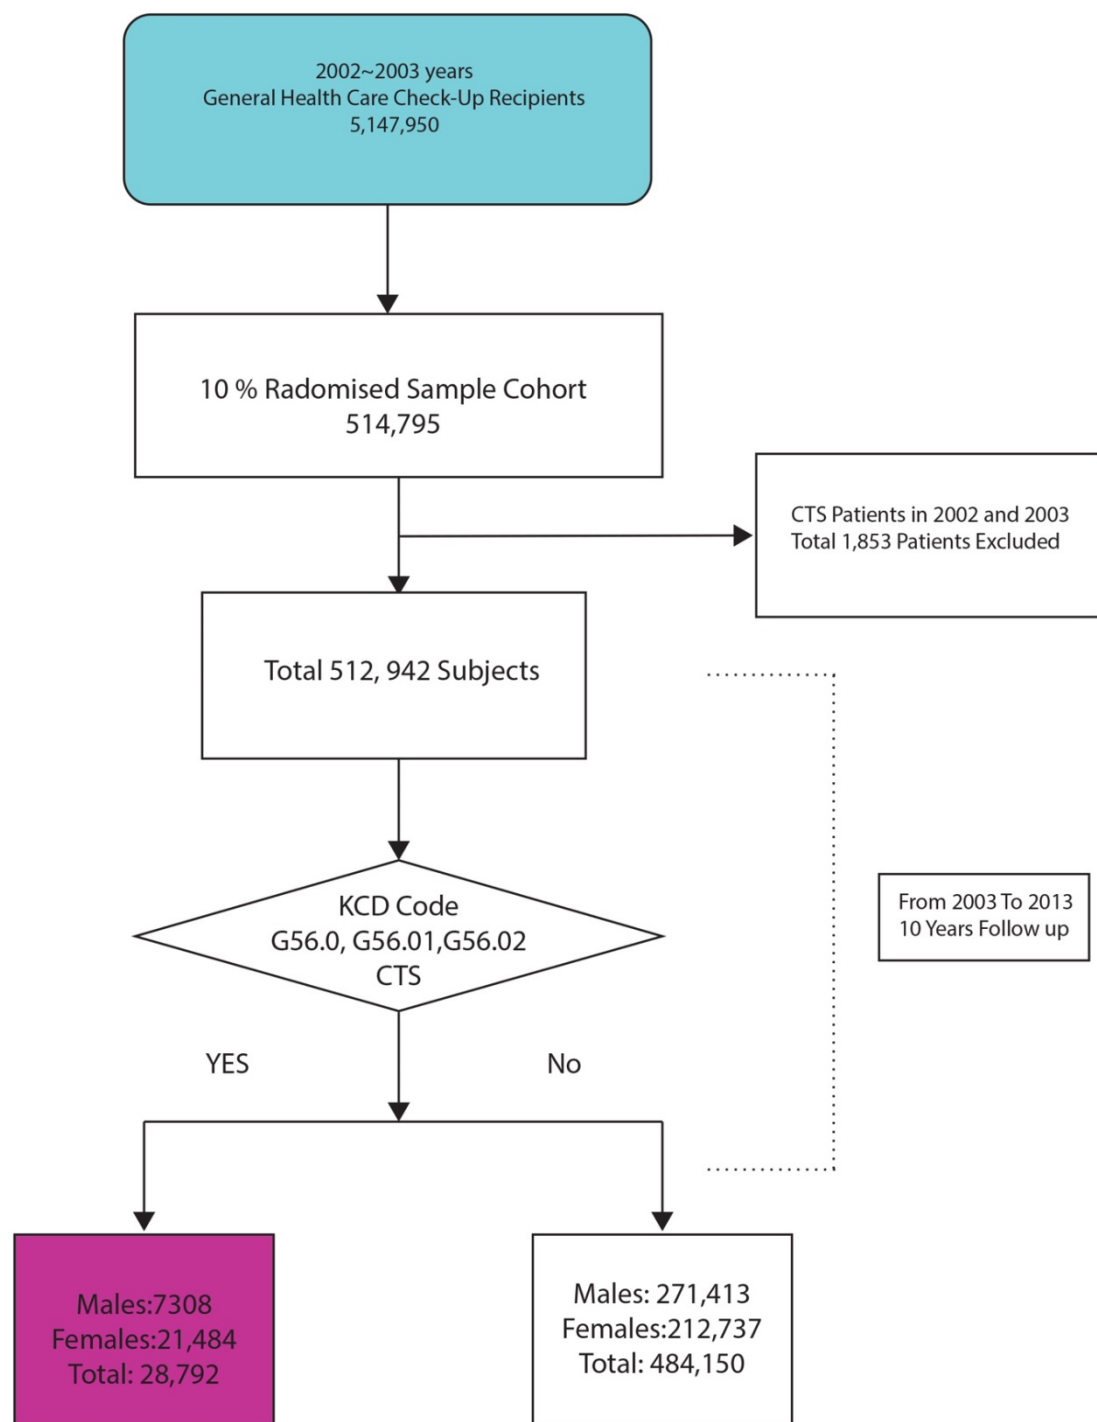 2002~2003 years
General Health Care Check-Up Recipients
5,147,950
10 % Radomised Sample Cohort
514,795
CTS Patients in 2002 and 2003
Total 1,853 Patients Excluded
Total 512, 942 Subjects
KCD Code
G56.0, G56.01,G56.02
CTS
From 2003 To 2013
10 Years Follow up
YES
No
Males:7308
Females:21,484
Total: 28,792
Males: 271,413
Females:212,737
Total: 484,150